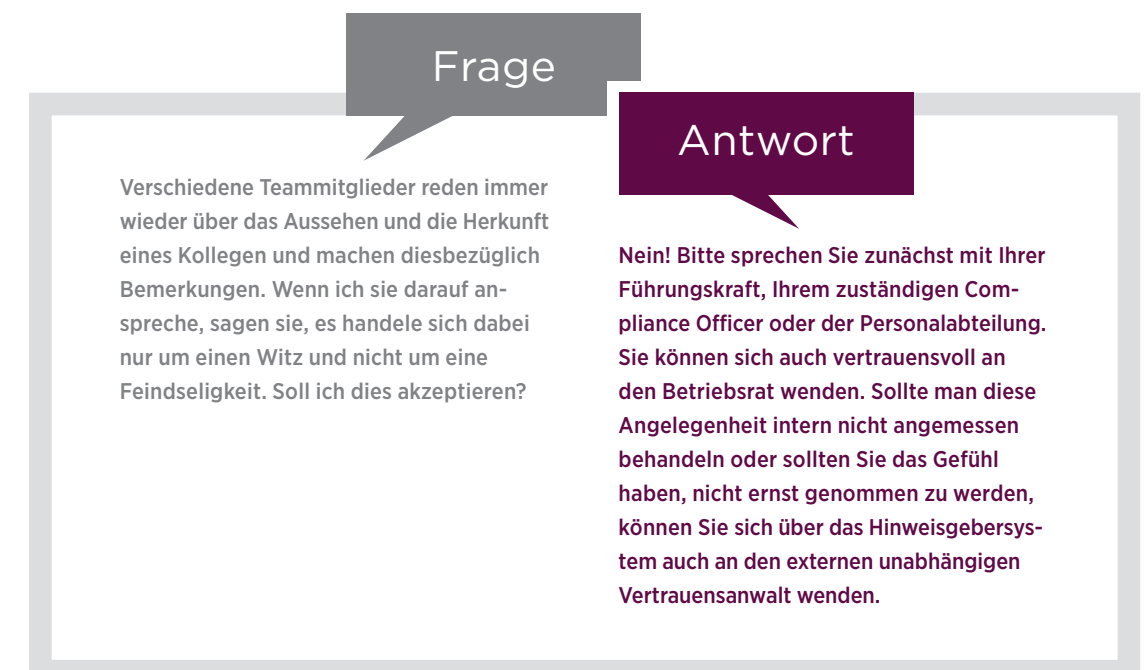 Frage
Verschiedene Teammitglieder reden immer
wieder über das Aussehen und die Herkunft
eines Kollegen und machen diesbezüglich
Bemerkungen. Wenn ich sie darauf an-
spreche, sagen sie, es handele sich dabei
nur um einen Witz und nicht um eine
Feindseligkeit. Soll ich dies akzeptieren?
Antwort
Nein! Bitte sprechen Sie zunächst mit Ihrer
Führungskraft, Ihrem zuständigen Com-
pliance Officer oder der Personalabteilung.
Sie können sich auch vertrauensvoll an
den Betriebsrat wenden. Sollte man diese
Angelegenheit intern nicht angemessen
behandeln oder sollten Sie das Gefühl
haben, nicht ernst genommen zu werden,
können Sie sich über das Hinweisgebersys-
tem auch an den externen unabhängigen
Vertrauensanwalt wenden.